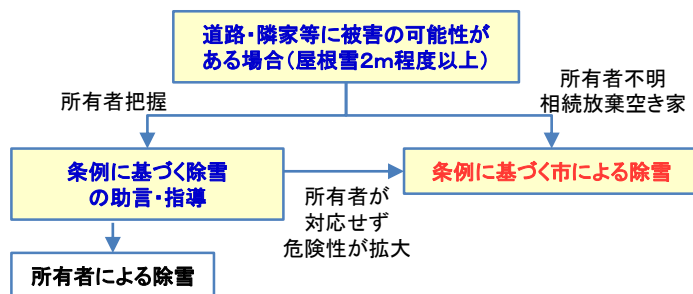 道路・隣家等に被害の可能性が
ある場合（屋根雪2m程度以上）
所有者把握
所有者不明
相続放棄空き家
条例に基づく除雪
の助言・指導
条例に基づく市による除雪
所有者が
対応せず
危険性が拡大
所有者による除雪